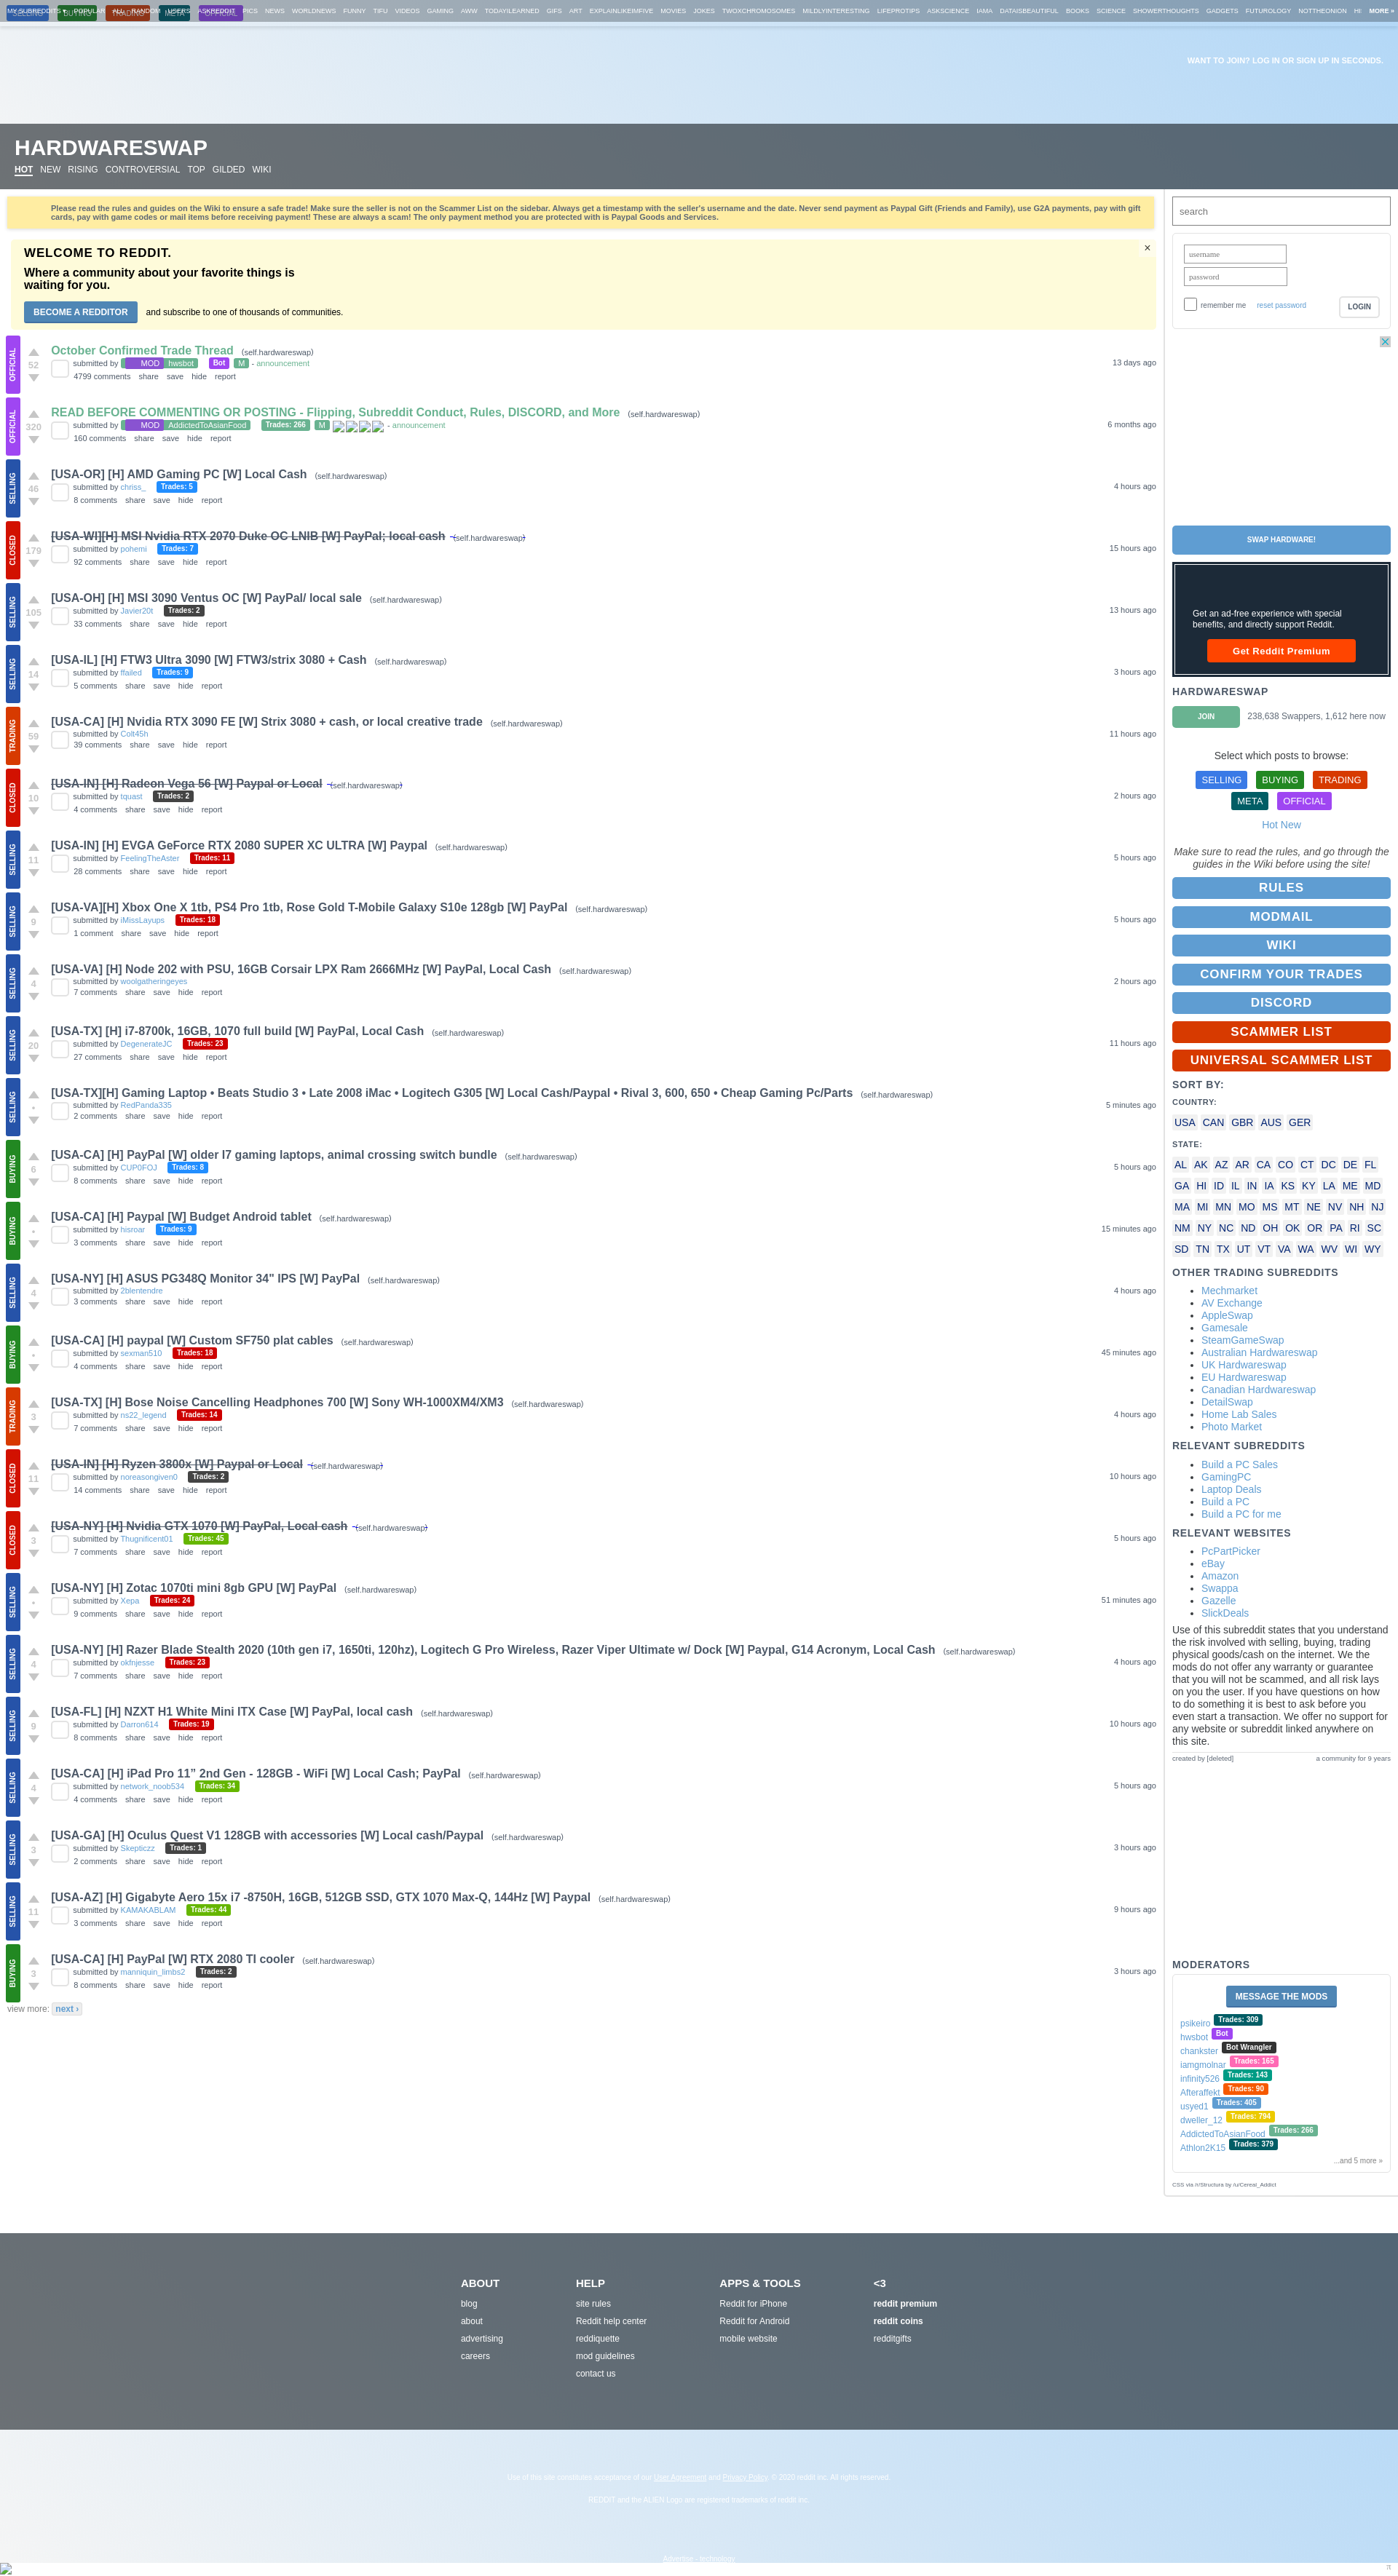 MY SUBREDDITS POPULAR ALL RANDOM USERS ASKREDDIT PICS NEWS WORLDNEWS FUNNY TIFU VIDEOS GAMING AWW TODAYILEARNED GIFS ART EXPLAINLIKEIMFIVE MOVIES JOKES TWOXCHROMOSOMES MILDLYINTERESTING LIFEPROTIPS ASKSCIENCE IAMA DATAISBEAUTIFUL BOOKS SCIENCE SHOWERTHOUGHTS GADGETS FUTUROLOGY NOTTHEONION HI MORE »
SELLING BUYING TRADING META OFFICIAL
WANT TO JOIN? LOG IN OR SIGN UP IN SECONDS.
HARDWARESWAP
HOT NEW RISING CONTROVERSIAL TOP GILDED WIKI
Please read the rules and guides on the Wiki to ensure a safe trade! Make sure the seller is not on the Scammer List on the sidebar. Always get a timestamp with the seller's username and the date. Never send payment as Paypal Gift (Friends and Family), use G2A payments, pay with gift
cards, pay with game codes or mail items before receiving payment! These are always a scam! The only payment method you are protected with is Paypal Goods and Services.
WELCOME TO REDDIT. ×
Where a community about your favorite things is
waiting for you.
BECOME A REDDITOR and subscribe to one of thousands of communities.
OFFICIAL
October Confirmed Trade Thread (self.hardwareswap)
52 submitted by MOD hwsbot Bot M - announcement 13 days ago
4799 comments share save hide report
OFFICIAL
READ BEFORE COMMENTING OR POSTING - Flipping, Subreddit Conduct, Rules, DISCORD, and More (self.hardwareswap)
320 submitted by MOD AddictedToAsianFood Trades: 266 M - announcement 6 months ago
160 comments share save hide report
SELLING
[USA-OR] [H] AMD Gaming PC [W] Local Cash (self.hardwareswap)
46 submitted by chriss_ Trades: 5 4 hours ago
8 comments share save hide report
CLOSED
[USA-WI][H] MSI Nvidia RTX 2070 Duke OC LNIB [W] PayPal; local cash (self.hardwareswap)
179 submitted by pohemi Trades: 7 15 hours ago
92 comments share save hide report
SELLING
[USA-OH] [H] MSI 3090 Ventus OC [W] PayPal/ local sale (self.hardwareswap)
105 submitted by Javier20t Trades: 2 13 hours ago
33 comments share save hide report
SELLING
[USA-IL] [H] FTW3 Ultra 3090 [W] FTW3/strix 3080 + Cash (self.hardwareswap)
14 submitted by ffailed Trades: 9 3 hours ago
5 comments share save hide report
TRADING
[USA-CA] [H] Nvidia RTX 3090 FE [W] Strix 3080 + cash, or local creative trade (self.hardwareswap)
59 submitted by Colt45h 11 hours ago
39 comments share save hide report
CLOSED
[USA-IN] [H] Radeon Vega 56 [W] Paypal or Local (self.hardwareswap)
10 submitted by tquast Trades: 2 2 hours ago
4 comments share save hide report
SELLING
[USA-IN] [H] EVGA GeForce RTX 2080 SUPER XC ULTRA [W] Paypal (self.hardwareswap)
11 submitted by FeelingTheAster Trades: 11 5 hours ago
28 comments share save hide report
SELLING
[USA-VA][H] Xbox One X 1tb, PS4 Pro 1tb, Rose Gold T-Mobile Galaxy S10e 128gb [W] PayPal (self.hardwareswap)
9 submitted by iMissLayups Trades: 18 5 hours ago
1 comment share save hide report
SELLING
[USA-VA] [H] Node 202 with PSU, 16GB Corsair LPX Ram 2666MHz [W] PayPal, Local Cash (self.hardwareswap)
4 submitted by woolgatheringeyes 2 hours ago
7 comments share save hide report
SELLING
[USA-TX] [H] i7-8700k, 16GB, 1070 full build [W] PayPal, Local Cash (self.hardwareswap)
20 submitted by DegenerateJC Trades: 23 11 hours ago
27 comments share save hide report
SELLING
[USA-TX][H] Gaming Laptop • Beats Studio 3 • Late 2008 iMac • Logitech G305 [W] Local Cash/Paypal • Rival 3, 600, 650 • Cheap Gaming Pc/Parts (self.hardwareswap)
• submitted by RedPanda335 5 minutes ago
2 comments share save hide report
BUYING
[USA-CA] [H] PayPal [W] older I7 gaming laptops, animal crossing switch bundle (self.hardwareswap)
6 submitted by CUP0FOJ Trades: 8 5 hours ago
8 comments share save hide report
BUYING
[USA-CA] [H] Paypal [W] Budget Android tablet (self.hardwareswap)
• submitted by hisroar Trades: 9 15 minutes ago
3 comments share save hide report
SELLING
[USA-NY] [H] ASUS PG348Q Monitor 34" IPS [W] PayPal (self.hardwareswap)
4 submitted by 2blentendre 4 hours ago
3 comments share save hide report
BUYING
[USA-CA] [H] paypal [W] Custom SF750 plat cables (self.hardwareswap)
• submitted by sexman510 Trades: 18 45 minutes ago
4 comments share save hide report
TRADING
[USA-TX] [H] Bose Noise Cancelling Headphones 700 [W] Sony WH-1000XM4/XM3 (self.hardwareswap)
3 submitted by ns22_legend Trades: 14 4 hours ago
7 comments share save hide report
CLOSED
[USA-IN] [H] Ryzen 3800x [W] Paypal or Local (self.hardwareswap)
11 submitted by noreasongiven0 Trades: 2 10 hours ago
14 comments share save hide report
CLOSED
[USA-NY] [H] Nvidia GTX 1070 [W] PayPal, Local cash (self.hardwareswap)
3 submitted by Thugnificent01 Trades: 45 5 hours ago
7 comments share save hide report
SELLING
[USA-NY] [H] Zotac 1070ti mini 8gb GPU [W] PayPal (self.hardwareswap)
• submitted by Xepa Trades: 24 51 minutes ago
9 comments share save hide report
SELLING
[USA-NY] [H] Razer Blade Stealth 2020 (10th gen i7, 1650ti, 120hz), Logitech G Pro Wireless, Razer Viper Ultimate w/ Dock [W] Paypal, G14 Acronym, Local Cash (self.hardwareswap)
4 submitted by okfnjesse Trades: 23 4 hours ago
7 comments share save hide report
SELLING
[USA-FL] [H] NZXT H1 White Mini ITX Case [W] PayPal, local cash (self.hardwareswap)
9 submitted by Darron614 Trades: 19 10 hours ago
8 comments share save hide report
SELLING
[USA-CA] [H] iPad Pro 11” 2nd Gen - 128GB - WiFi [W] Local Cash; PayPal (self.hardwareswap)
4 submitted by network_noob534 Trades: 34 5 hours ago
4 comments share save hide report
SELLING
[USA-GA] [H] Oculus Quest V1 128GB with accessories [W] Local cash/Paypal (self.hardwareswap)
3 submitted by Skepticzz Trades: 1 3 hours ago
2 comments share save hide report
SELLING
[USA-AZ] [H] Gigabyte Aero 15x i7 -8750H, 16GB, 512GB SSD, GTX 1070 Max-Q, 144Hz [W] Paypal (self.hardwareswap)
11 submitted by KAMAKABLAM Trades: 44 9 hours ago
3 comments share save hide report
BUYING
[USA-CA] [H] PayPal [W] RTX 2080 TI cooler (self.hardwareswap)
3 submitted by manniquin_limbs2 Trades: 2 3 hours ago
8 comments share save hide report
view more: next ›
search
username
password
remember me reset password LOGIN
SWAP HARDWARE!
Get an ad-free experience with special
benefits, and directly support Reddit.
Get Reddit Premium
HARDWARESWAP
JOIN 238,638 Swappers, 1,612 here now
Select which posts to browse:
SELLING BUYING TRADING
META OFFICIAL
Hot New
Make sure to read the rules, and go through the
guides in the Wiki before using the site!
RULES
MODMAIL
WIKI
CONFIRM YOUR TRADES
DISCORD
SCAMMER LIST
UNIVERSAL SCAMMER LIST
SORT BY:
COUNTRY:
USA CAN GBR AUS GER
STATE:
AL AK AZ AR CA CO CT DC DE FL
GA HI ID IL IN IA KS KY LA ME MD
MA MI MN MO MS MT NE NV NH NJ
NM NY NC ND OH OK OR PA RI SC
SD TN TX UT VT VA WA WV WI WY
OTHER TRADING SUBREDDITS
• Mechmarket
• AV Exchange
• AppleSwap
• Gamesale
• SteamGameSwap
• Australian Hardwareswap
• UK Hardwareswap
• EU Hardwareswap
• Canadian Hardwareswap
• DetailSwap
• Home Lab Sales
• Photo Market
RELEVANT SUBREDDITS
• Build a PC Sales
• GamingPC
• Laptop Deals
• Build a PC
• Build a PC for me
RELEVANT WEBSITES
• PcPartPicker
• eBay
• Amazon
• Swappa
• Gazelle
• SlickDeals
Use of this subreddit states that you understand
the risk involved with selling, buying, trading
physical goods/cash on the internet. We the
mods do not offer any warranty or guarantee
that you will not be scammed, and all risk lays
on you the user. If you have questions on how
to do something it is best to ask before you
even start a transaction. We offer no support for
any website or subreddit linked anywhere on
this site.
created by [deleted] a community for 9 years
MODERATORS
MESSAGE THE MODS
psikeiro Trades: 309
hwsbot Bot
chankster Bot Wrangler
iamgmolnar Trades: 165
infinity526 Trades: 143
Afteraffekt Trades: 90
usyed1 Trades: 405
dweller_12 Trades: 794
AddictedToAsianFood Trades: 266
Athlon2K15 Trades: 379
...and 5 more »
CSS via /r/Structura by /u/Cereal_Addict
ABOUT
blog
about
advertising
careers
HELP
site rules
Reddit help center
reddiquette
mod guidelines
contact us
APPS & TOOLS
Reddit for iPhone
Reddit for Android
mobile website
<3
reddit premium
reddit coins
redditgifts
Use of this site constitutes acceptance of our User Agreement and Privacy Policy. © 2020 reddit inc. All rights reserved.
REDDIT and the ALIEN Logo are registered trademarks of reddit inc.
Advertise - technology
π